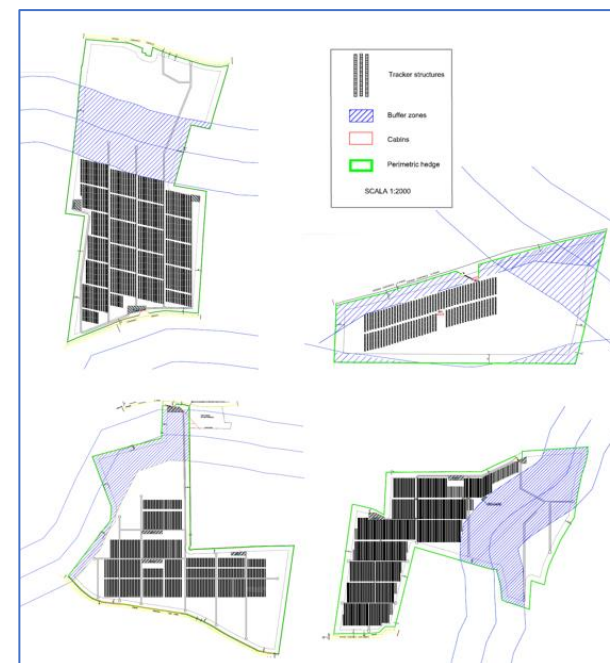 Tracker structures
Buffer zones
Cabins
Perimetric hedge
SCALA 1:2000